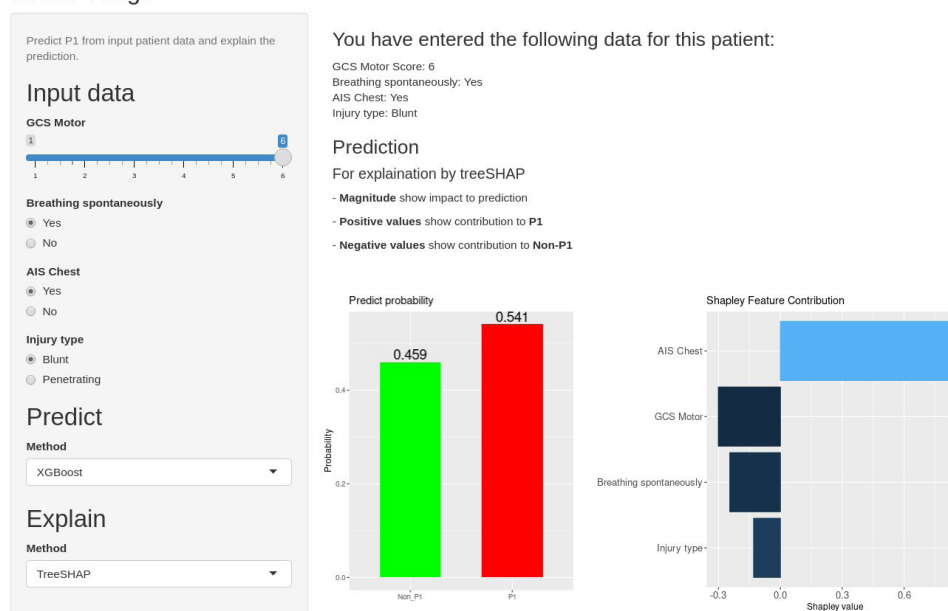 Predict P1 from input patient data and explain the
prediction.
Input data
GCS Motor
1
6
1 2 3 4 5 6
Breathing spontaneously
Yes
No
AIS Chest
Yes
No
Injury type
Blunt
Penetrating
Predict
Method
XGBoost
Explain
Method
TreeSHAP
You have entered the following data for this patient:
GCS Motor Score: 6
Breathing spontaneously: Yes
AIS Chest: Yes
Injury type: Blunt
Prediction
For explaination by treeSHAP
- Magnitude show impact to prediction
- Positive values show contribution to P1
- Negative values show contribution to Non-P1
Predict probability
0.541
0.459
0.4
0.2
0.0
Probability
Non_P1 P1
Shapley Feature Contribution
AIS Chest
GCS Motor
Breathing spontaneously
Injury type
-0.3 0.0 0.3 0.6
Shapley value